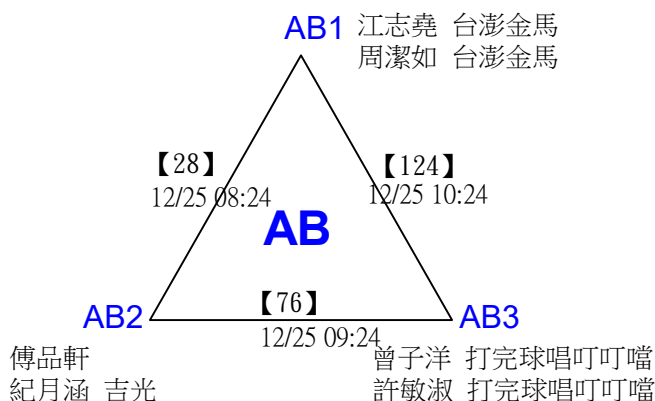 AB1 江志堯 台澎金馬
周潔如 台澎金馬
【28】
12/25 08:24
【124】
12/25 10:24
AB
【76】
12/25 09:24
AB2
AB3
傅品軒
紀月涵 吉光
曾子洋 打完球唱叮叮噹
許敏淑 打完球唱叮叮噹